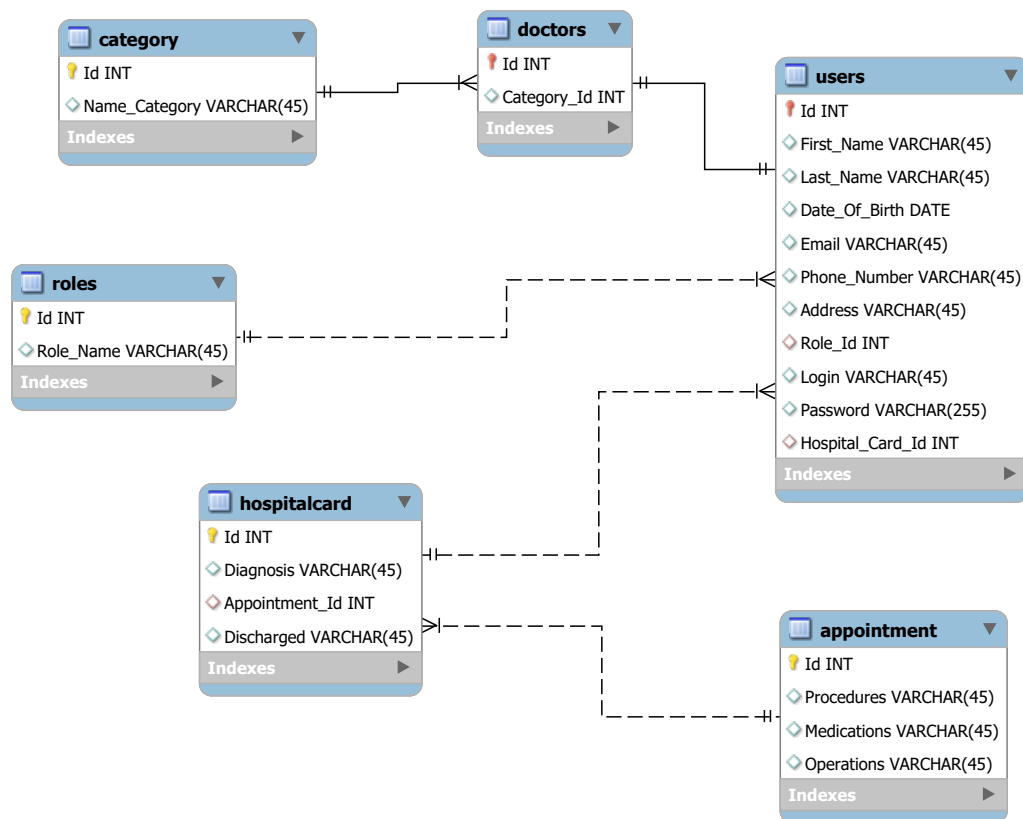 category
Id INT
Name_Category VARCHAR(45)
Indexes
doctors
Id INT
Category_Id INT
Indexes
users
Id INT
First_Name VARCHAR(45)
Last_Name VARCHAR(45)
Date_Of_Birth DATE
Email VARCHAR(45)
Phone_Number VARCHAR(45)
Address VARCHAR(45)
Role_Id INT
Login VARCHAR(45)
Password VARCHAR(255)
Hospital_Card_Id INT
Indexes
roles
Id INT
Role_Name VARCHAR(45)
Indexes
hospitalcard
Id INT
Diagnosis VARCHAR(45)
Appointment_Id INT
Discharged VARCHAR(45)
Indexes
appointment
Id INT
Procedures VARCHAR(45)
Medications VARCHAR(45)
Operations VARCHAR(45)
Indexes